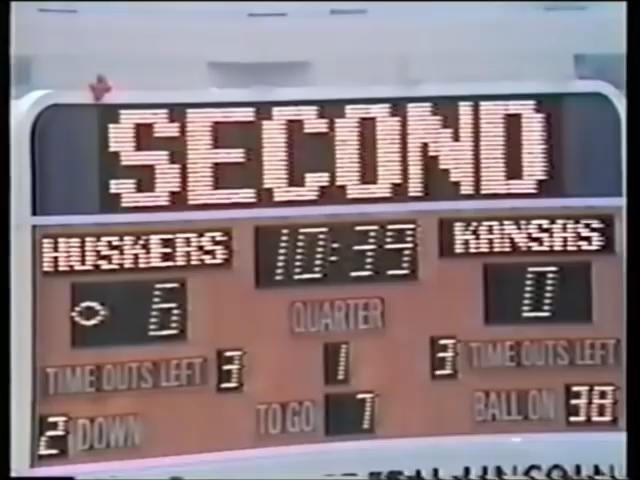 SECOND
HUSKERS 10:39 KANSAS
6 QUARTER 0
TIME OUTS LEFT 3 1 3 TIME OUTS LEFT
2 DOWN TO GO 7 BALL ON 38
LINCOLN